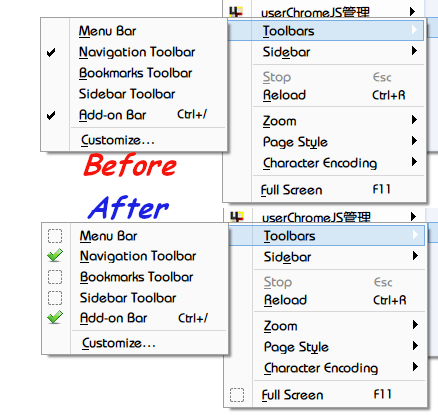 userChromeJS管理
Menu Bar
Toolbars
Navigation Toolbar
Sidebar
Bookmarks Toolbar
Stop Esc
Sidebar Toolbar
Reload Ctrl+R
Add-on Bar Ctrl+/
Zoom
Customize...
Page Style
Before
Character Encoding
Full Screen F11
After
userChromeJS管理
Menu Bar
Toolbars
Navigation Toolbar
Sidebar
Bookmarks Toolbar
Stop Esc
Sidebar Toolbar
Reload Ctrl+R
Add-on Bar Ctrl+/
Zoom
Customize...
Page Style
Character Encoding
Full Screen F11